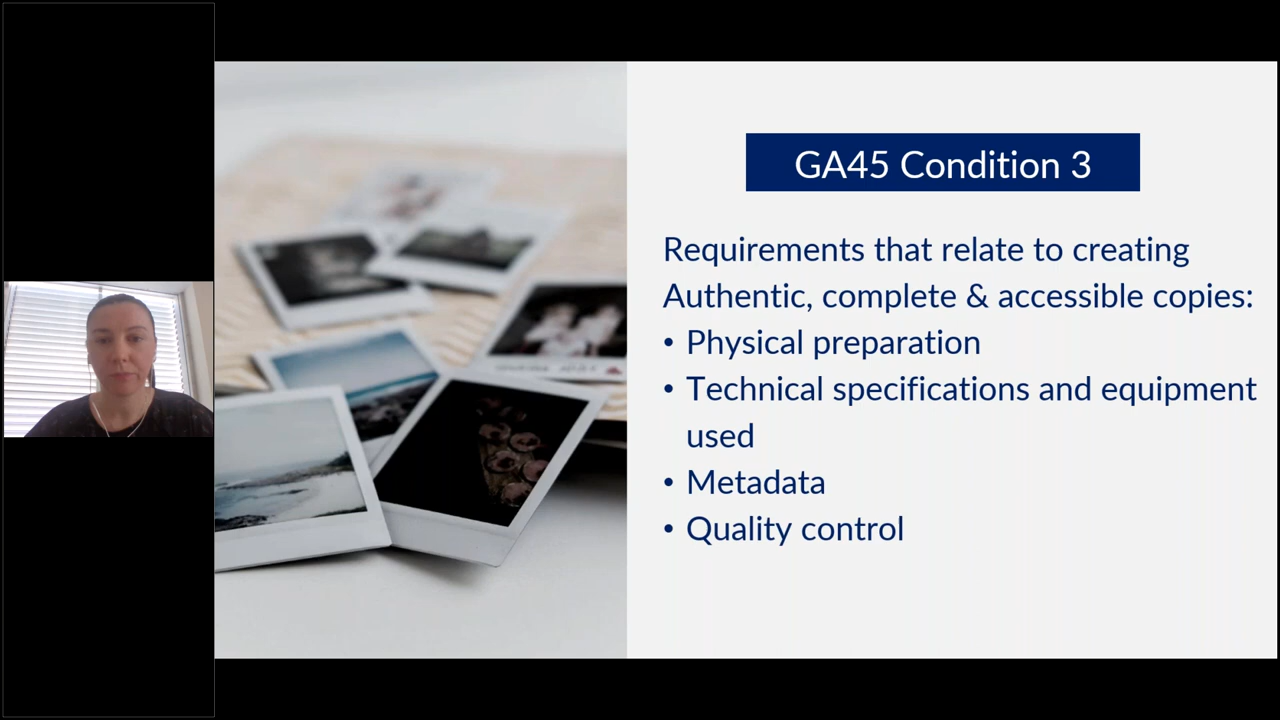 GA45 Condition 3
Requirements that relate to creating
Authentic, complete & accessible copies:
• Physical preparation
• Technical specifications and equipment
used
• Metadata
• Quality control